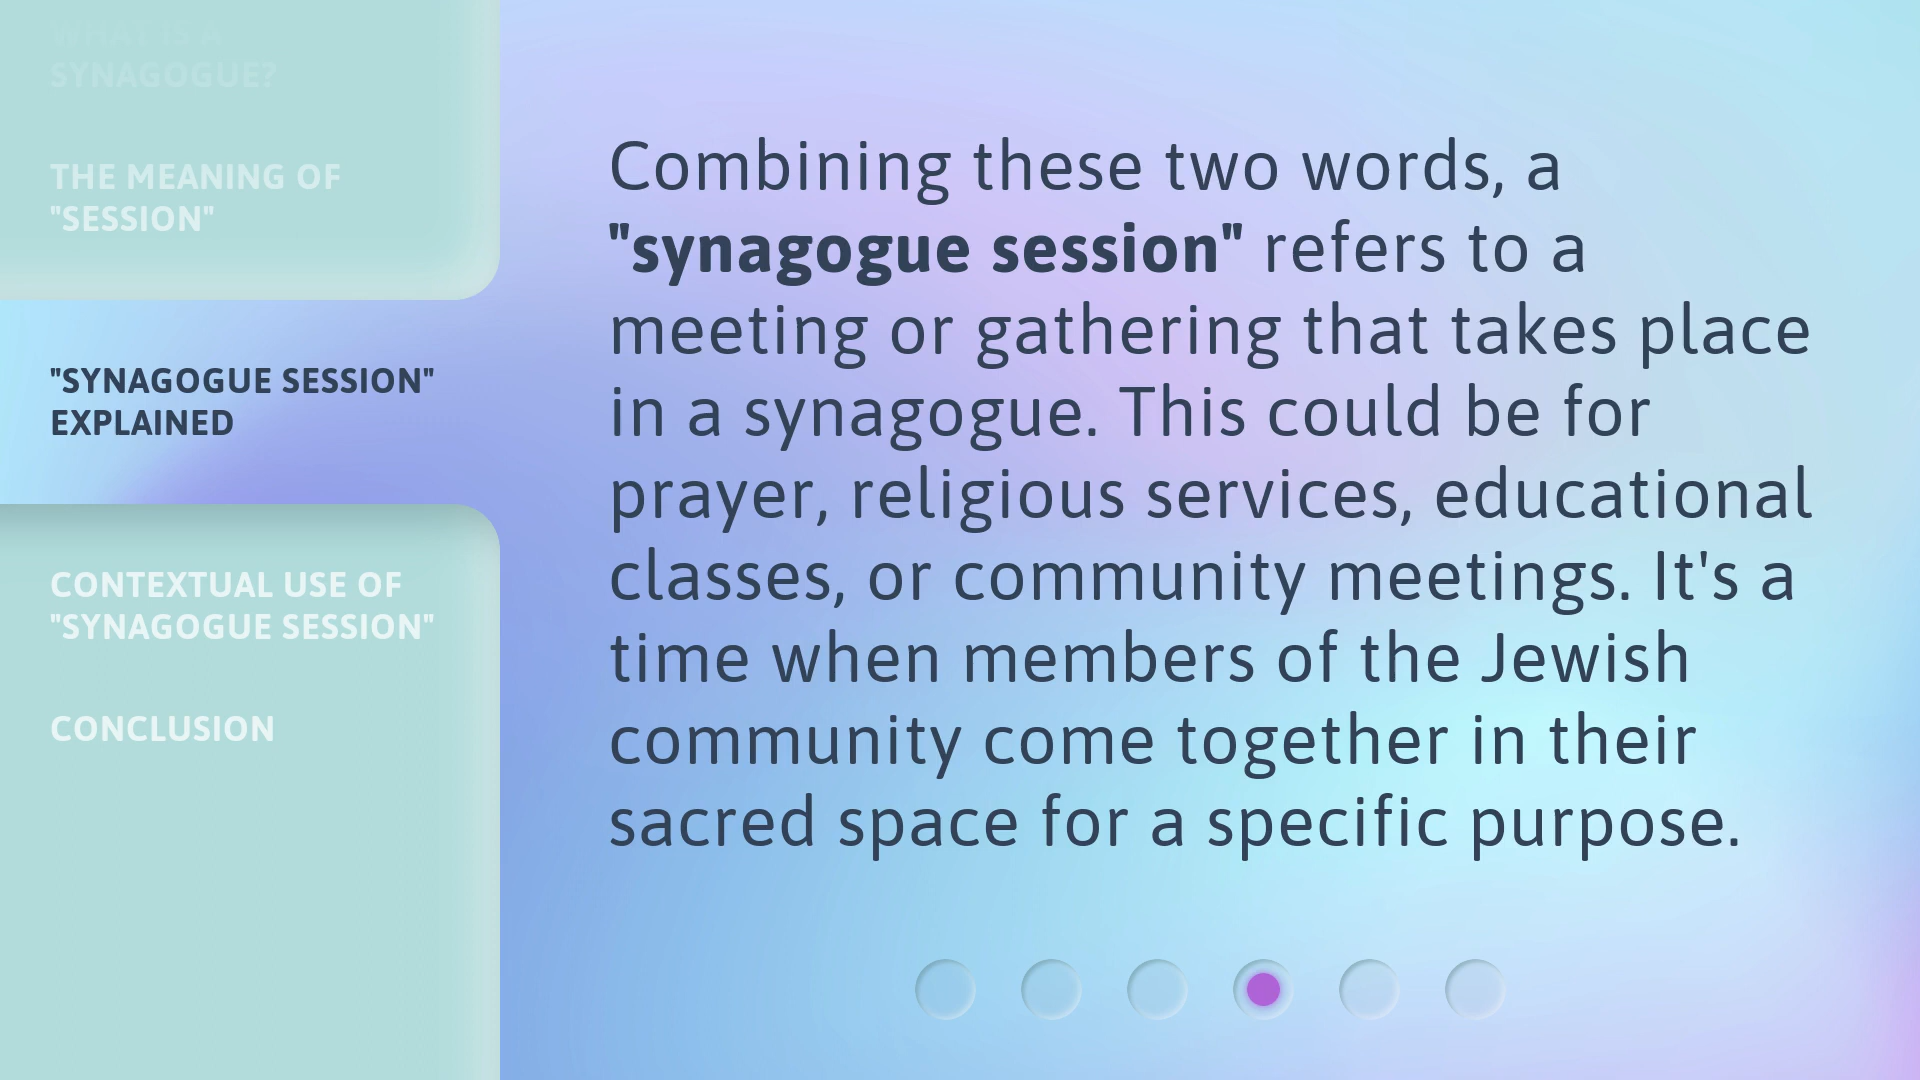 WHAT IS A
SYNAGOGUE?
THE MEANING OF
"SESSION"
"SYNAGOGUE SESSION"
EXPLAINED
CONTEXTUAL USE OF
"SYNAGOGUE SESSION"
CONCLUSION
Combining these two words, a
"synagogue session" refers to a
meeting or gathering that takes place
in a synagogue. This could be for
prayer, religious services, educational
classes, or community meetings. It's a
time when members of the Jewish
community come together in their
sacred space for a specific purpose.